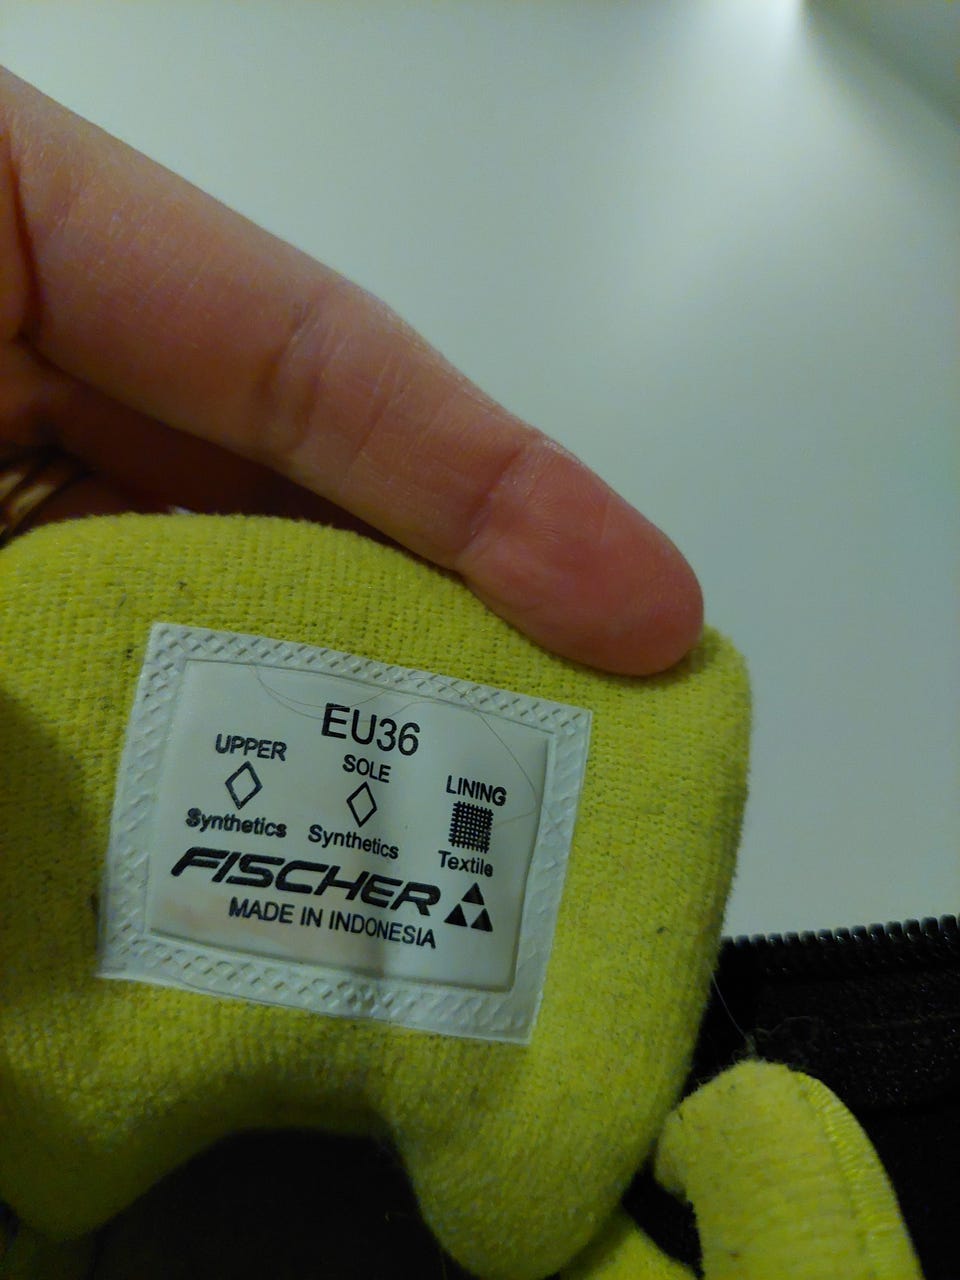 EU36
UPPER SOLE LINING
Synthetics Synthetics Textile
FISCHER
MADE IN INDONESIA